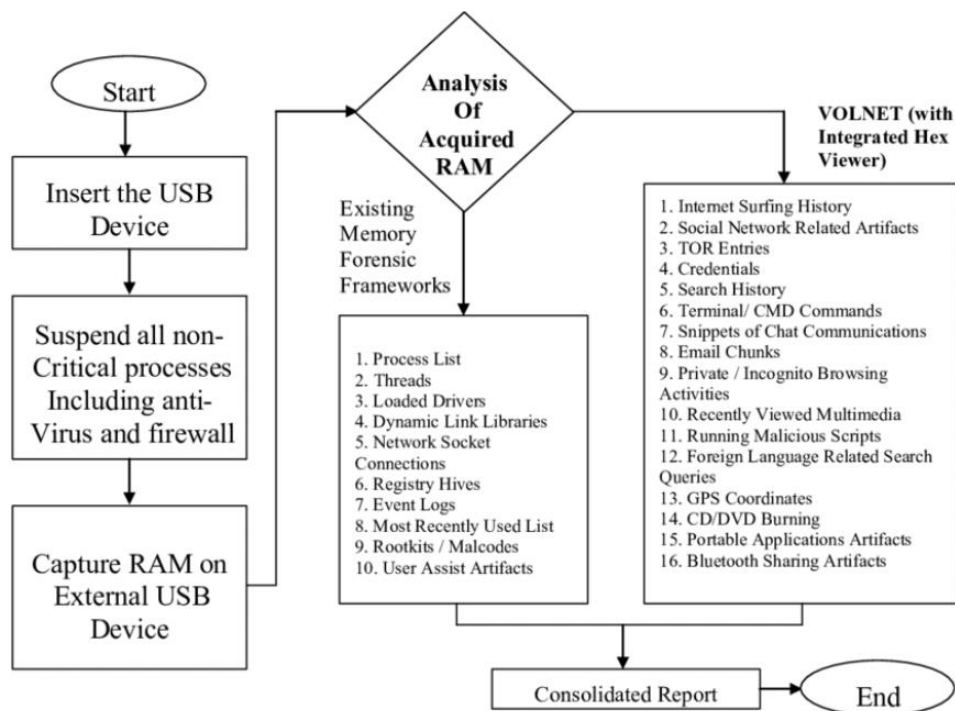 Start
Insert the USB
Device
Suspend all non-
Critical processes
Including anti-
Virus and firewall
Capture RAM on
External USB
Device
Analysis
Of
Acquired
RAM
Existing
Memory
Forensic
Frameworks
1. Process List
2. Threads
3. Loaded Drivers
4. Dynamic Link Libraries
5. Network Socket
Connections
6. Registry Hives
7. Event Logs
8. Most Recently Used List
9. Rootkits / Malcodes
10. User Assist Artifacts
VOLNET (with
Integrated Hex
Viewer)
1. Internet Surfing History
2. Social Network Related Artifacts
3. TOR Entries
4. Credentials
5. Search History
6. Terminal/ CMD Commands
7. Snippets of Chat Communications
8. Email Chunks
9. Private / Incognito Browsing
Activities
10. Recently Viewed Multimedia
11. Running Malicious Scripts
12. Foreign Language Related Search
Queries
13. GPS Coordinates
14. CD/DVD Burning
15. Portable Applications Artifacts
16. Bluetooth Sharing Artifacts
Consolidated Report
End